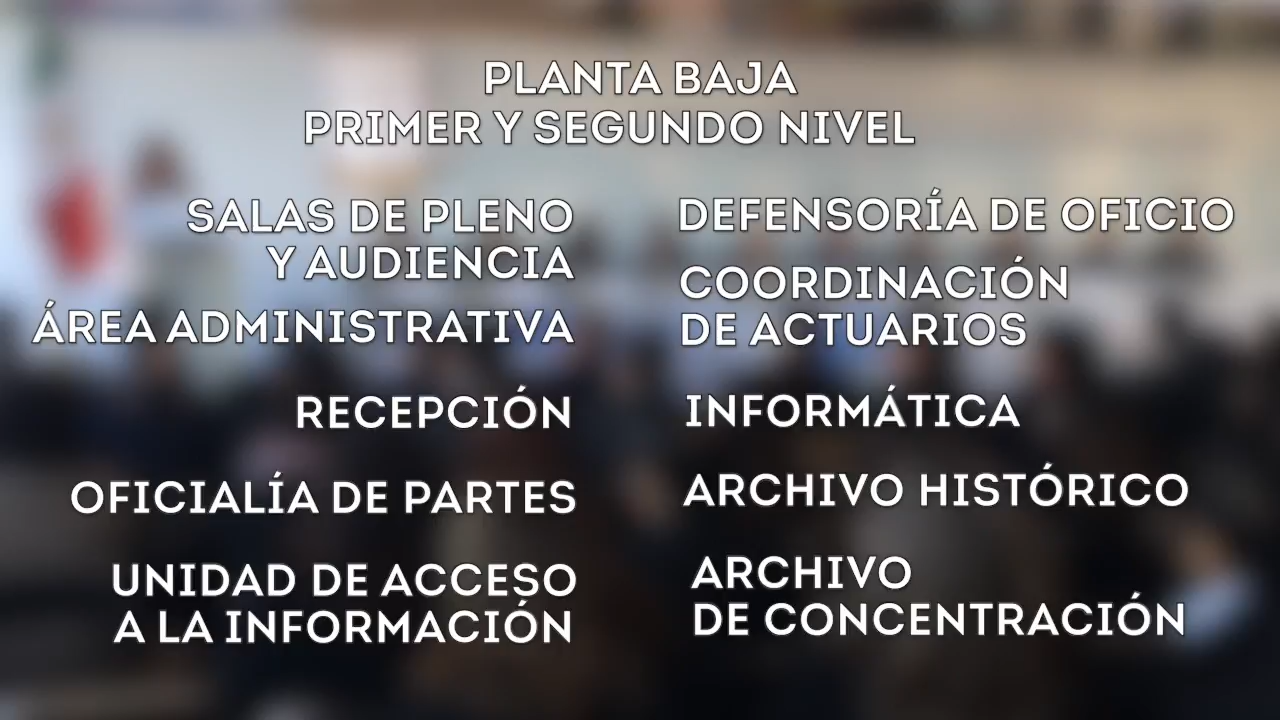 PLANTA BAJA
PRIMER Y SEGUNDO NIVEL
SALAS DE PLENO
Y AUDIENCIA
ÁREA ADMINISTRATIVA
RECEPCIÓN
OFICIALÍA DE PARTES
UNIDAD DE ACCESO
A LA INFORMACIÓN
DEFENSORÍA DE OFICIO
COORDINACIÓN
DE ACTUARIOS
INFORMÁTICA
ARCHIVO HISTÓRICO
ARCHIVO
DE CONCENTRACIÓN